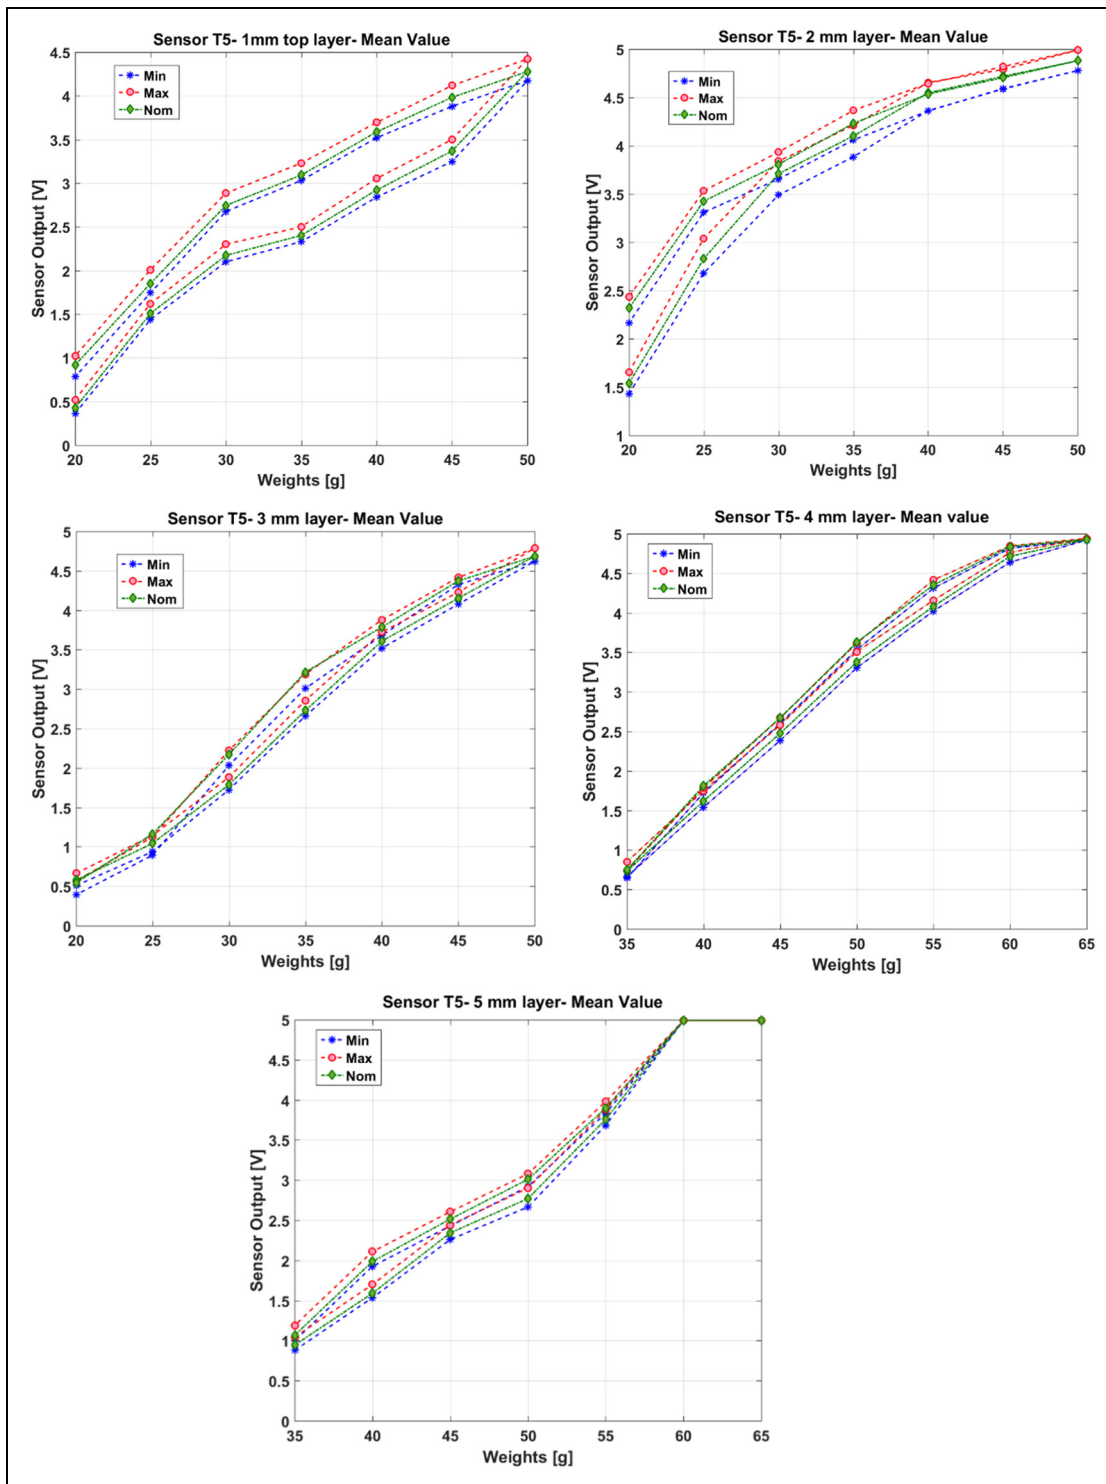 Sensor T5- 1mm top layer- Mean Value
4.5
4
3.5
3
2.5
2
1.5
1
0.5
0
Sensor Output [V]
Min
Max
Nom
20 25 30 35 40 45 50
Weights [g]
Sensor T5- 2 mm layer- Mean Value
5
4.5
4
3.5
3
2.5
2
1.5
1
Sensor Output [V]
Min
Max
Nom
20 25 30 35 40 45 50
Weights [g]
Sensor T5- 3 mm layer- Mean Value
5
4.5
4
3.5
3
2.5
2
1.5
1
0.5
0
Sensor Output [V]
Min
Max
Nom
20 25 30 35 40 45 50
Weights [g]
Sensor T5- 4 mm layer- Mean value
5
4.5
4
3.5
3
2.5
2
1.5
1
0.5
0
Sensor Output [V]
Min
Max
Nom
35 40 45 50 55 60 65
Weights [g]
Sensor T5- 5 mm layer- Mean Value
5
4.5
4
3.5
3
2.5
2
1.5
1
0.5
0
Sensor Output [V]
Min
Max
Nom
35 40 45 50 55 60 65
Weights [g]